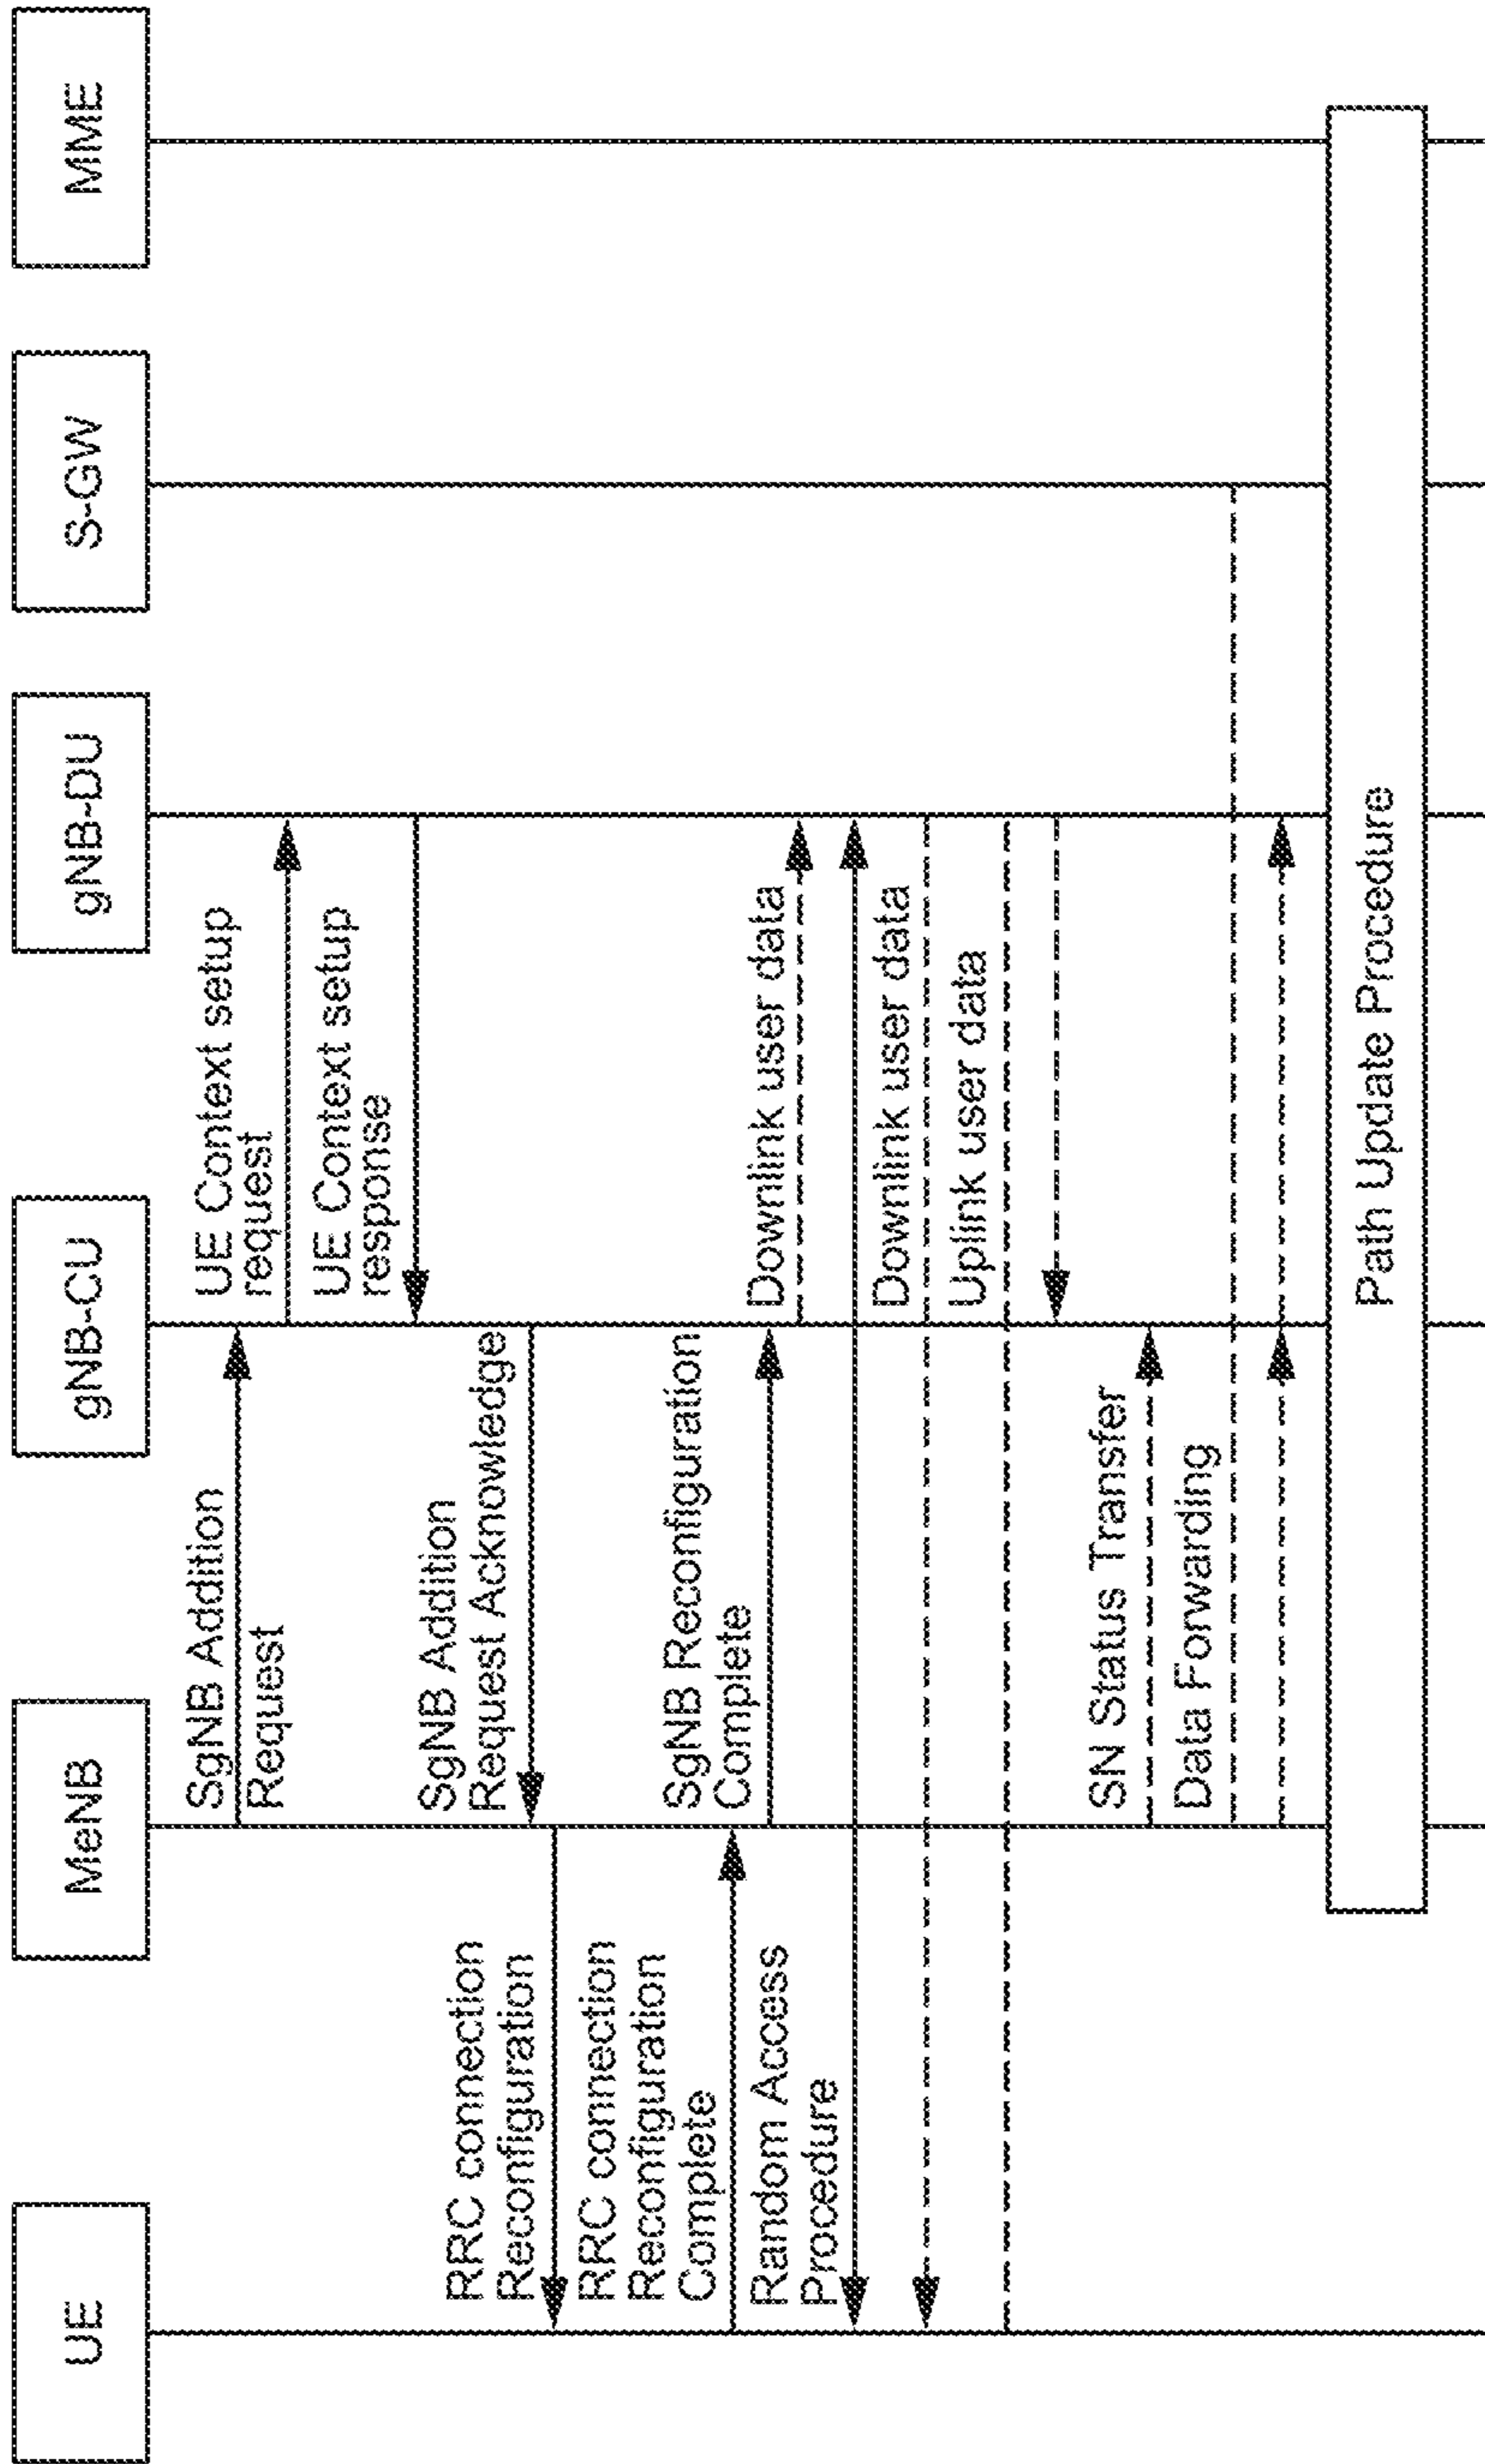 UE
MeNB
gNB-CU
gNB-DU
S-GW
MME
SgNB Addition
Request
UE Context setup
request
UE Context setup
response
SgNB Addition
Request Acknowledge
RRC connection
Reconfiguration
RRC connection
Reconfiguration
Complete
SgNB Reconfiguration
Complete
Downlink user data
Random Access
Procedure
Downlink user data
Uplink user data
SN Status Transfer
Data Forwarding
Path Update Procedure